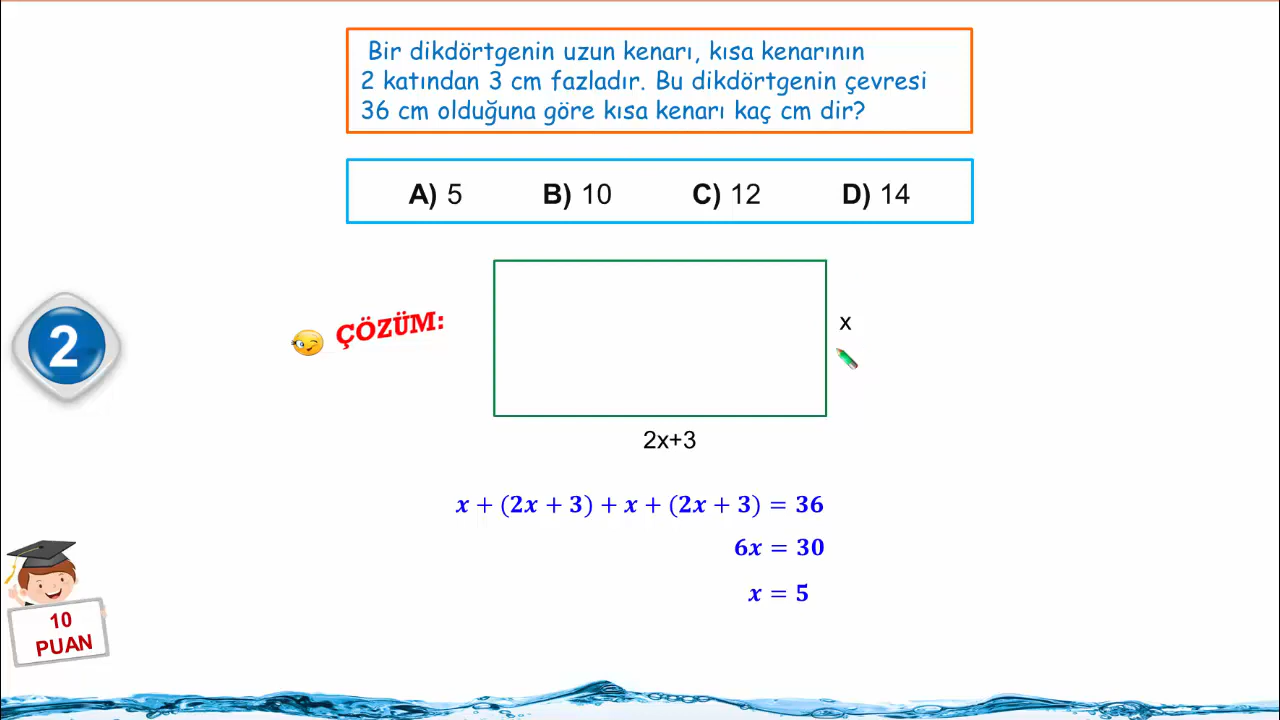 Bir dikdörtgenin uzun kenarı, kısa kenarının
2 katından 3 cm fazladır. Bu dikdörtgenin çevresi
36 cm olduğuna göre kısa kenarı kaç cm dir?
A) 5 B) 10 C) 12 D) 14
ÇÖZÜM:
x
2
2x+3
x + (2x + 3) + x + (2x + 3) = 36
6x = 30
x = 5
10
PUAN